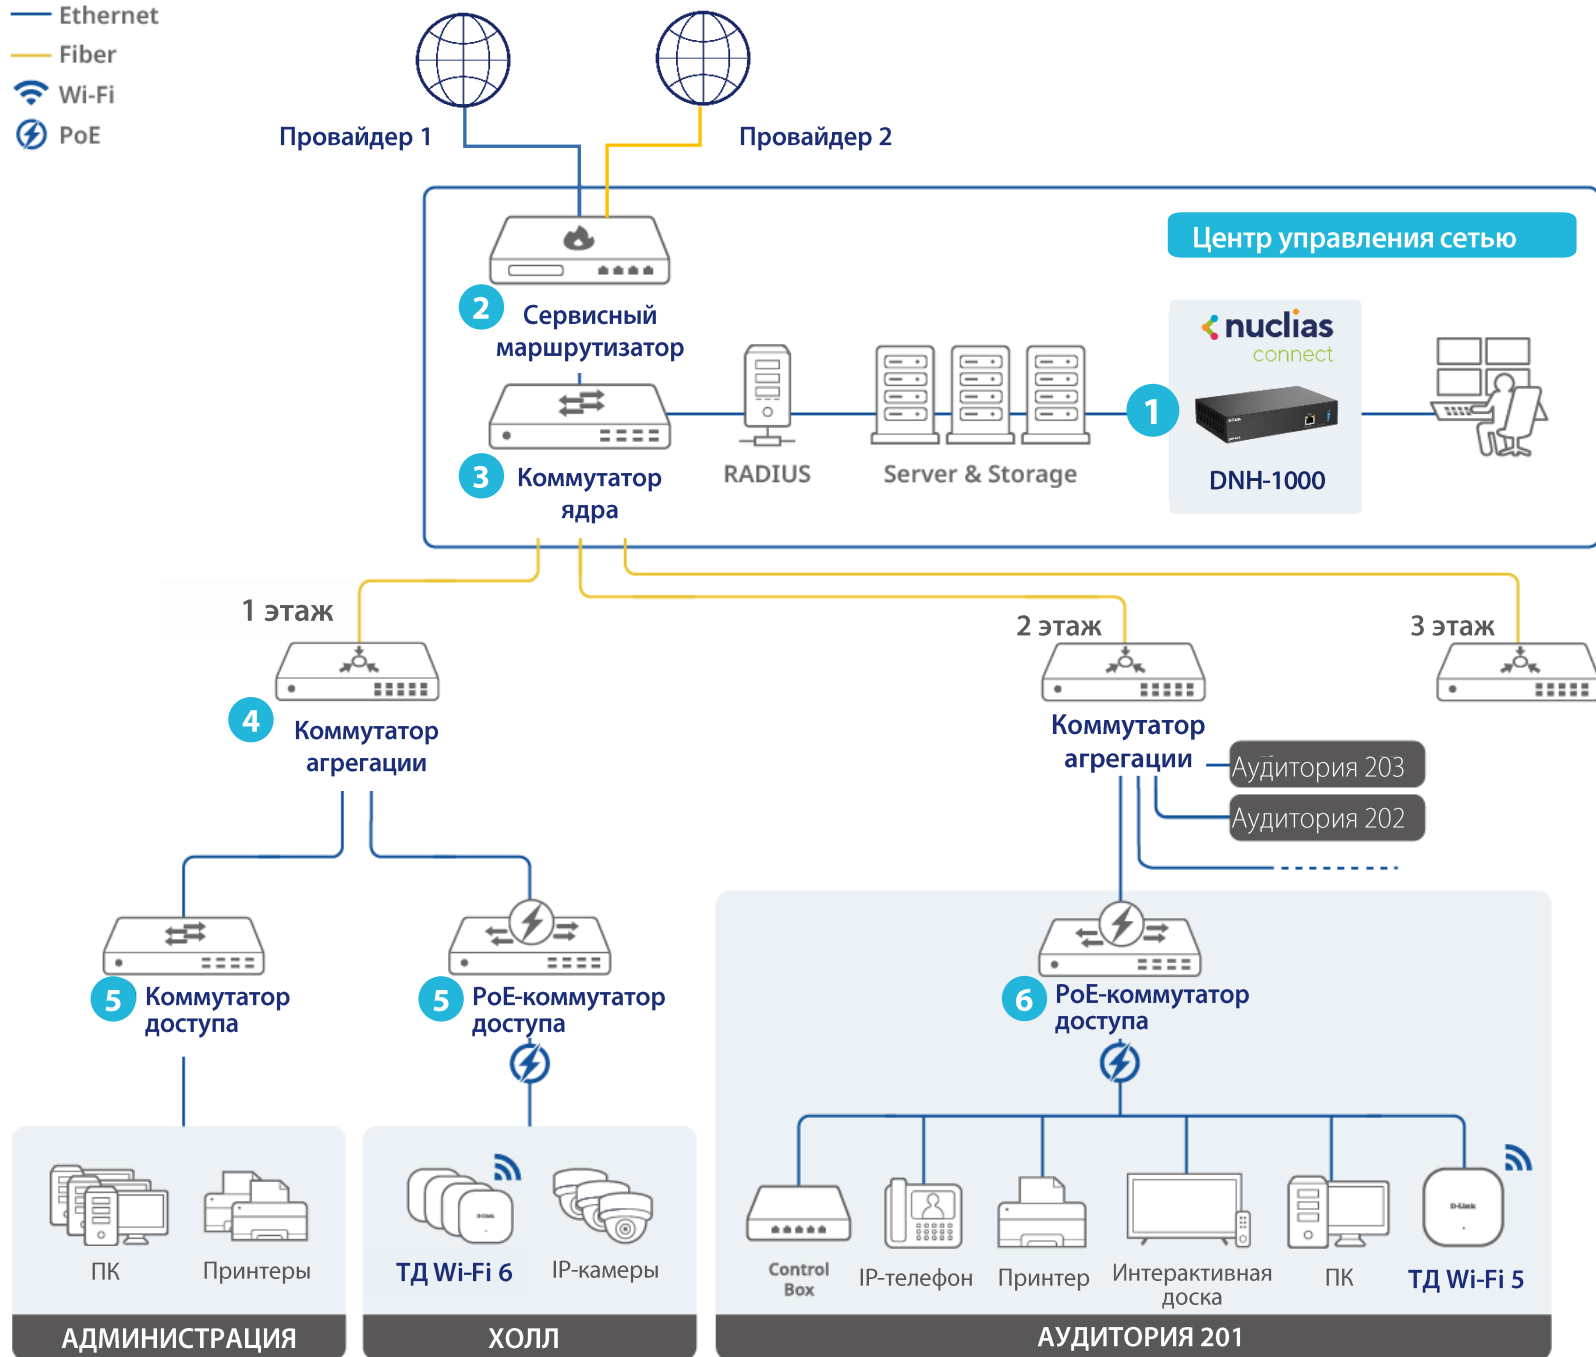 Ethernet
Fiber
Wi-Fi
PoE
Провайдер 1
Провайдер 2
Центр управления сетью
2
Сервисный
маршрутизатор
nuclias
connect
1
D-Link
DNH-1000
RADIUS
Server & Storage
3
Коммутатор
ядра
1 этаж
2 этаж
3 этаж
4
Коммутатор
агрегации
Коммутатор
агрегации
Аудитория 203
Аудитория 202
5
Коммутатор
доступа
5
PoE-коммутатор
доступа
6
PoE-коммутатор
доступа
ПК
Принтеры
АДМИНИСТРАЦИЯ
D-Link
ТД Wi-Fi 6
IP-камеры
ХОЛЛ
Control
Box
IP-телефон
Принтер
Интерактивная
доска
ПК
D-Link
ТД Wi-Fi 5
АУДИТОРИЯ 201